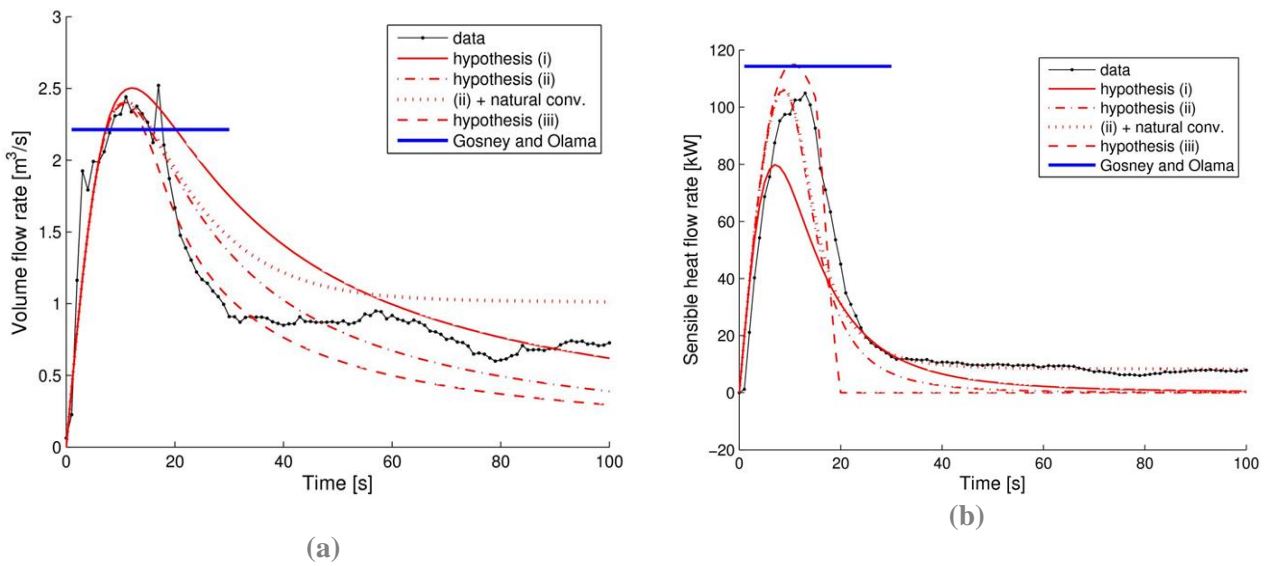 3
2.5
2
1.5
1
0.5
0
Volume flow rate [m³/s]
0 20 40 60 80 100
Time [s]
data
hypothesis (i)
hypothesis (ii)
(ii) + natural conv.
hypothesis (iii)
Gosney and Olama
(a)
120
100
80
60
40
20
0
−20
Sensible heat flow rate [kW]
0 20 40 60 80 100
Time [s]
data
hypothesis (i)
hypothesis (ii)
(ii) + natural conv.
hypothesis (iii)
Gosney and Olama
(b)